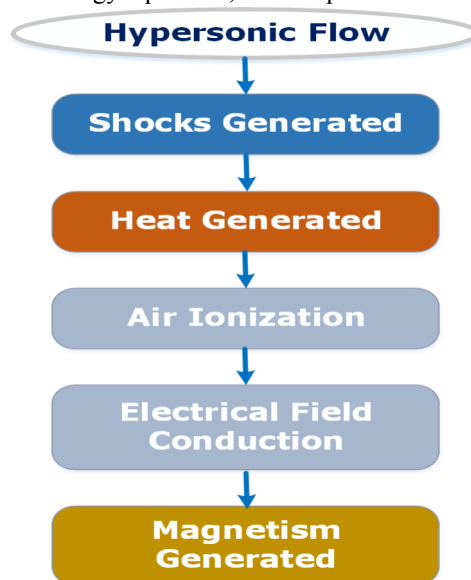 Hypersonic Flow
Shocks Generated
Heat Generated
Air Ionization
Electrical Field
Conduction
Magnetism
Generated